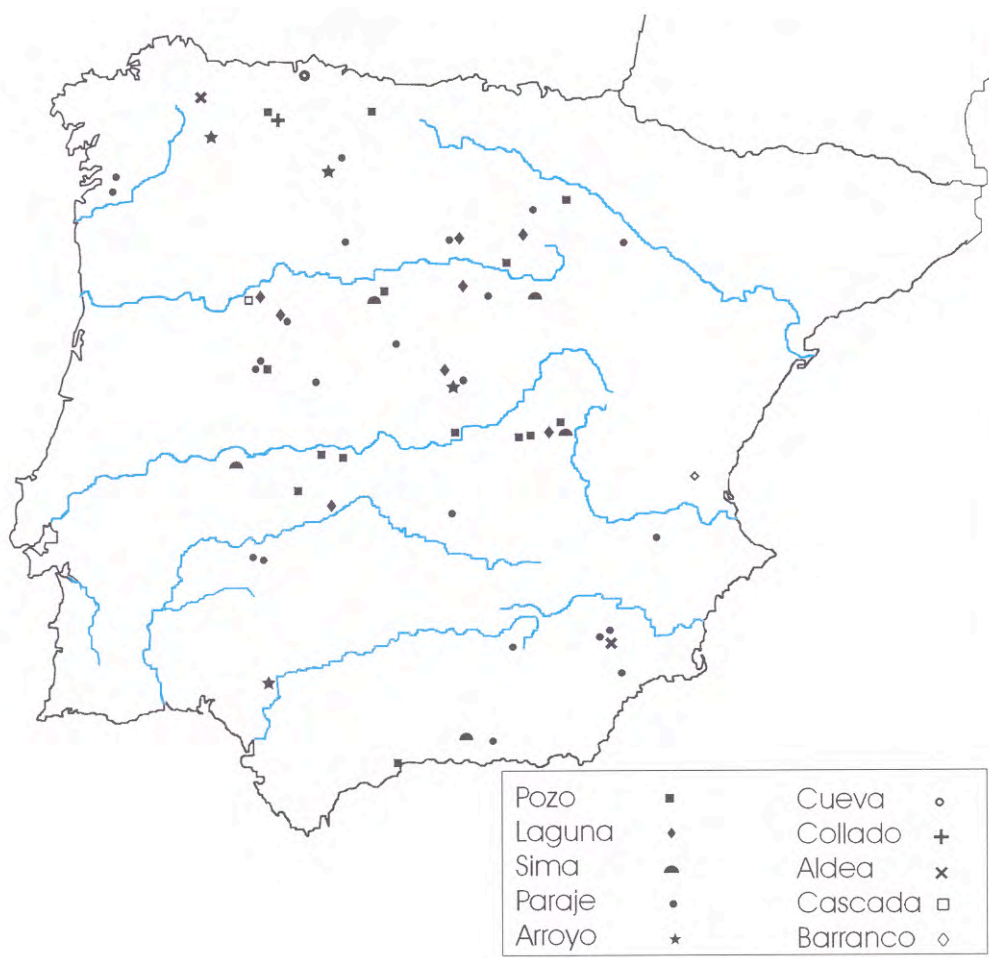 Pozo
Laguna
Sima
Paraje
Arroyo
Cueva
Collado
Aldea
Cascada
Barranco